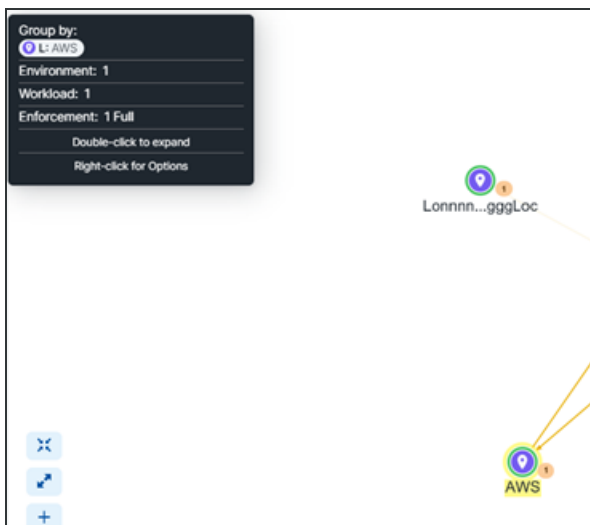 Group by:
L: AWS
Environment: 1
Workload: 1
Enforcement: 1 Full
Double-click to expand
Right-click for Options
1
Lonnnn...gggLoc
1
AWS